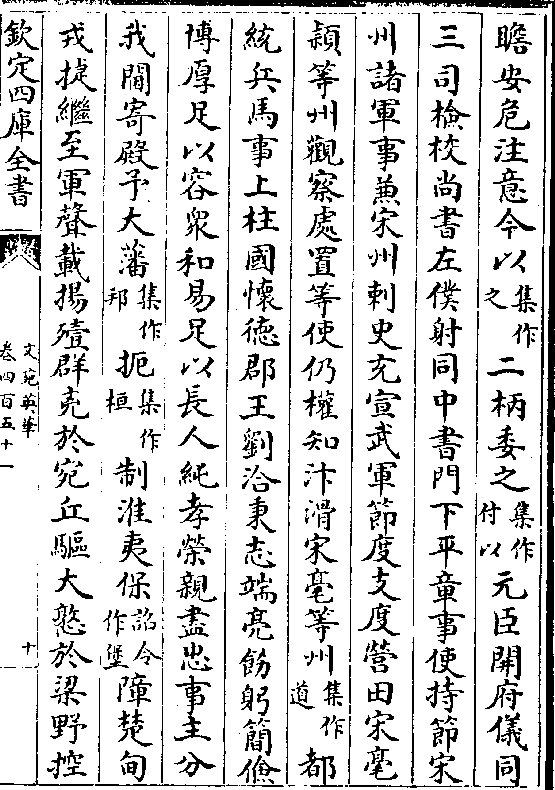 瞻安危注意今以集作之二柄委之集作付以元臣開府儀同
三司檢校尚書左僕射同中書門下平章事使持節宋
州諸軍事兼宋州刺史充宣武軍節度支度營田宋亳
潁等州觀察處置等使仍權知汴滑宋亳等州集作道都
統兵馬事上柱國懷德郡王劉洽秉志端亮飭躬簡儉
博厚足以容衆和易足以長人純孝榮親盡忠事主分
我閫寄殿予大藩集作邦扼集作桓制淮夷保詔令作堡障楚甸
戎捷繼至軍聲載揚殪群兇於宛丘驅大憝於梁野控
欽定四庫全書
文苑英華
卷四百五十一
十